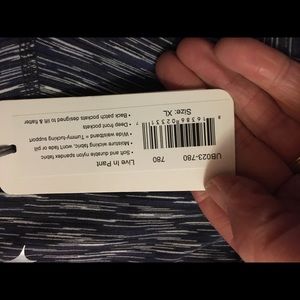 Live In Pant
• Soft and durable nylon spandex fabric
• Moisture wicking fabric, won't fade or pill
• Wide waistband = Tummy-tucking support
• Deep front pockets
• Back patch pockets designed to lift & flatter
UB023-780 780
Size: XL